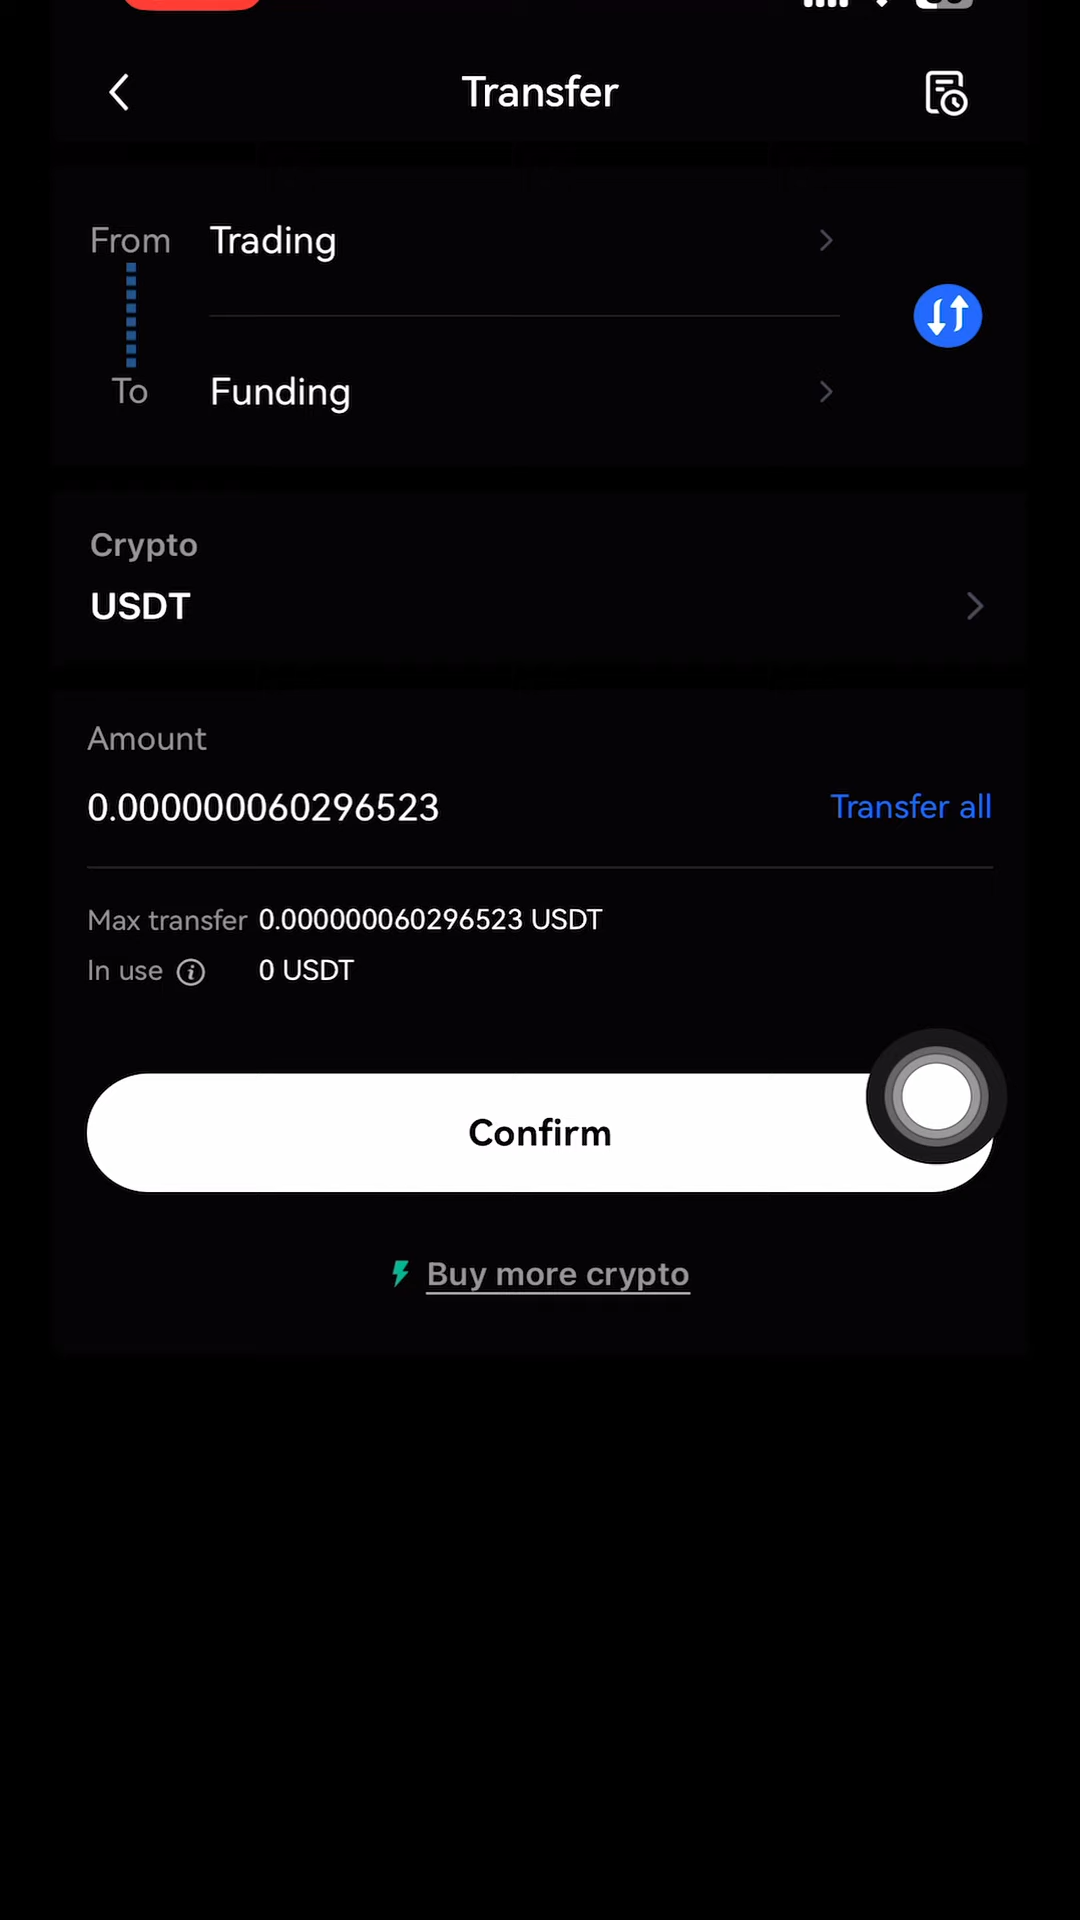 Transfer
From Trading
To Funding
Crypto
USDT
Amount
0.000000060296523 Transfer all
Max transfer 0.000000060296523 USDT
In use 0 USDT
Confirm
Buy more crypto